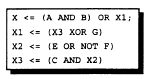 X <= (A AND B) OR X1;
X1 <= (X3 XOR G)
X2 <= (E OR NOT F)
X3 <= (C AND X2)